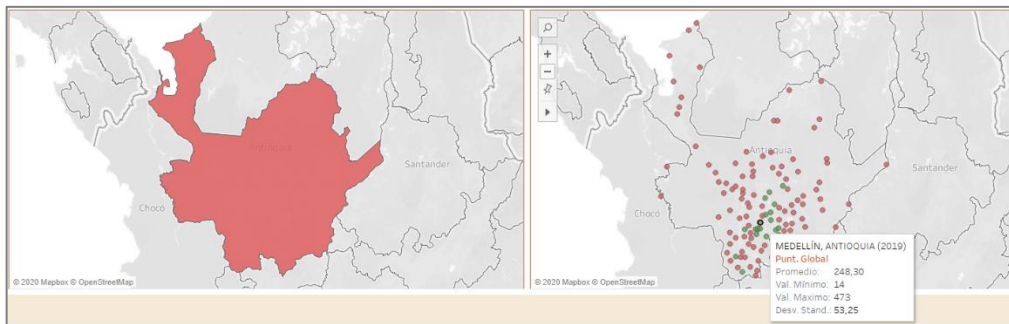 Antioquia
Santander
Chocó
© 2020 Mapbox © OpenStreetMap
Antioquia
Santander
Chocó
MEDELLÍN, ANTIOQUIA (2019)
Punt. Global
Promedio: 248,30
Val. Mínimo: 14
Val. Maximo: 473
Desv. Stand.: 53,25
© 2020 Mapbox © OpenStreetMap